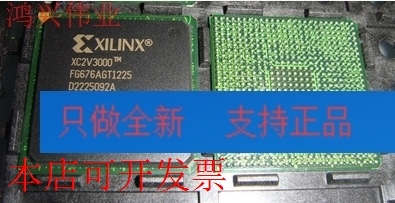 鸿兴伟业
XILINX®
XC2V3000™
FG676AGT1225
D2225092A
只做全新 支持正品
本店可开发票